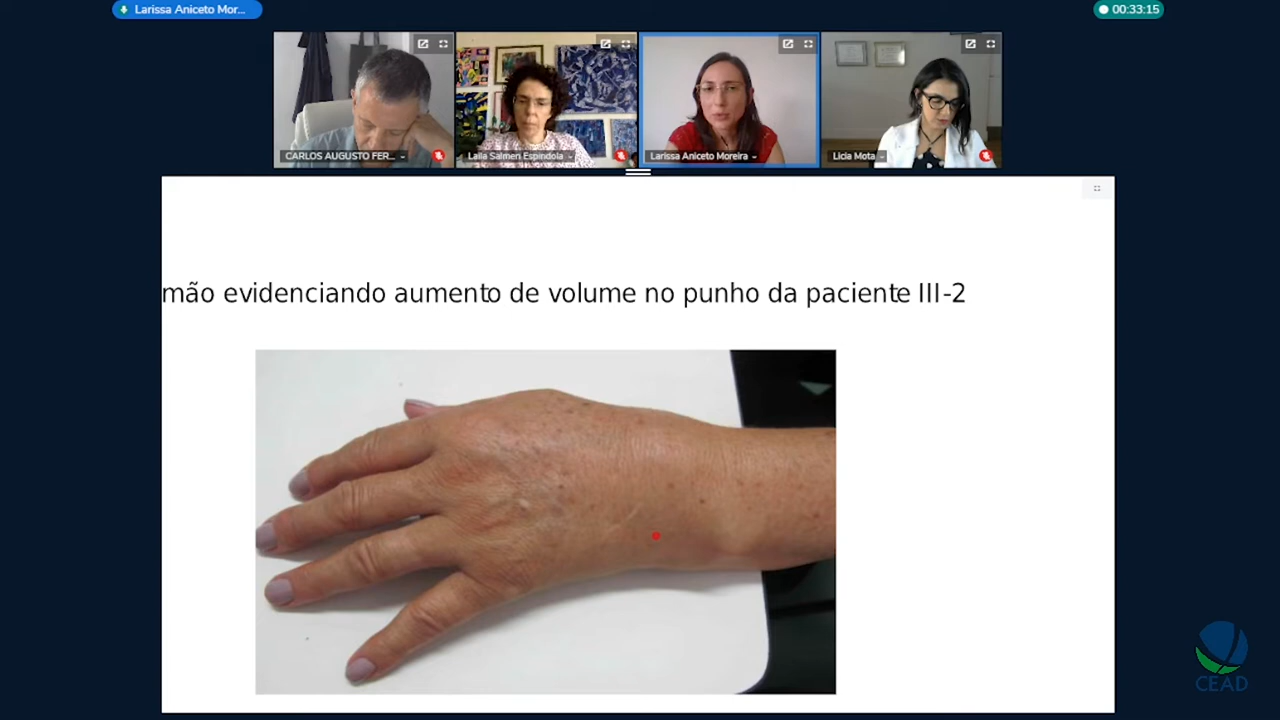 Larissa Aniceto Mor...
00:33:15
CARLOS AUGUSTO FER...
Laila Salmen Espindola
Larissa Aniceto Moreira
Licia Mota
mão evidenciando aumento de volume no punho da paciente III-2
CEAD